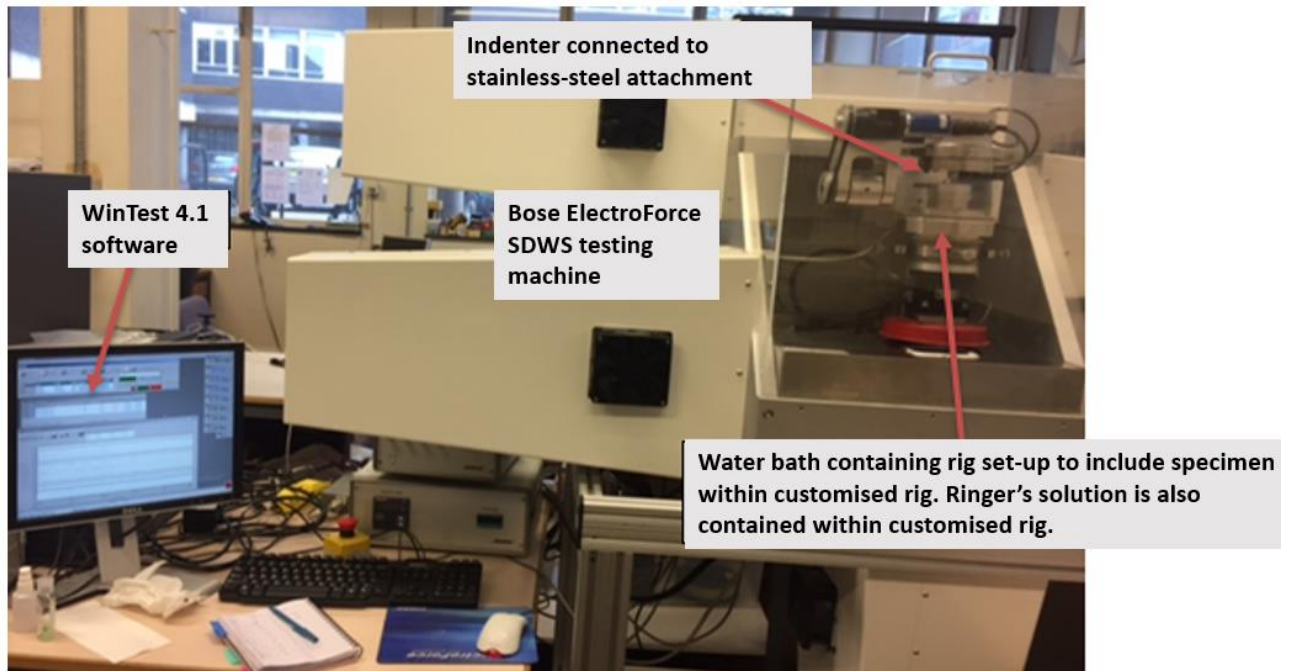 Indenter connected to
stainless-steel attachment
WinTest 4.1
software
Bose ElectroForce
SDWS testing
machine
Water bath containing rig set-up to include specimen
within customised rig. Ringer's solution is also
contained within customised rig.
DELL